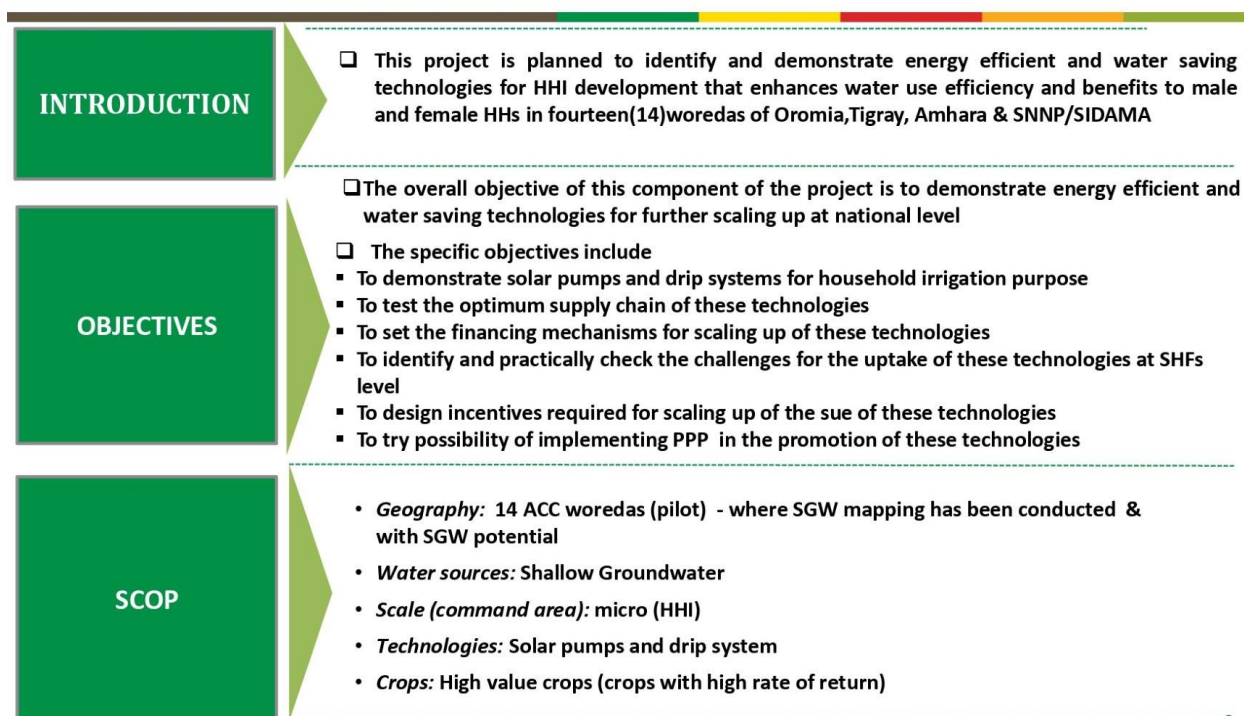 INTRODUCTION
❑ This project is planned to identify and demonstrate energy efficient and water saving
technologies for HHI development that enhances water use efficiency and benefits to male
and female HHs in fourteen(14)woredas of Oromia,Tigray, Amhara & SNNP/SIDAMA
OBJECTIVES
❑The overall objective of this component of the project is to demonstrate energy efficient and
water saving technologies for further scaling up at national level
❑ The specific objectives include
▪ To demonstrate solar pumps and drip systems for household irrigation purpose
▪ To test the optimum supply chain of these technologies
▪ To set the financing mechanisms for scaling up of these technologies
▪ To identify and practically check the challenges for the uptake of these technologies at SHFs
level
▪ To design incentives required for scaling up of the sue of these technologies
▪ To try possibility of implementing PPP in the promotion of these technologies
SCOP
• Geography: 14 ACC woredas (pilot) - where SGW mapping has been conducted &
with SGW potential
• Water sources: Shallow Groundwater
• Scale (command area): micro (HHI)
• Technologies: Solar pumps and drip system
• Crops: High value crops (crops with high rate of return)